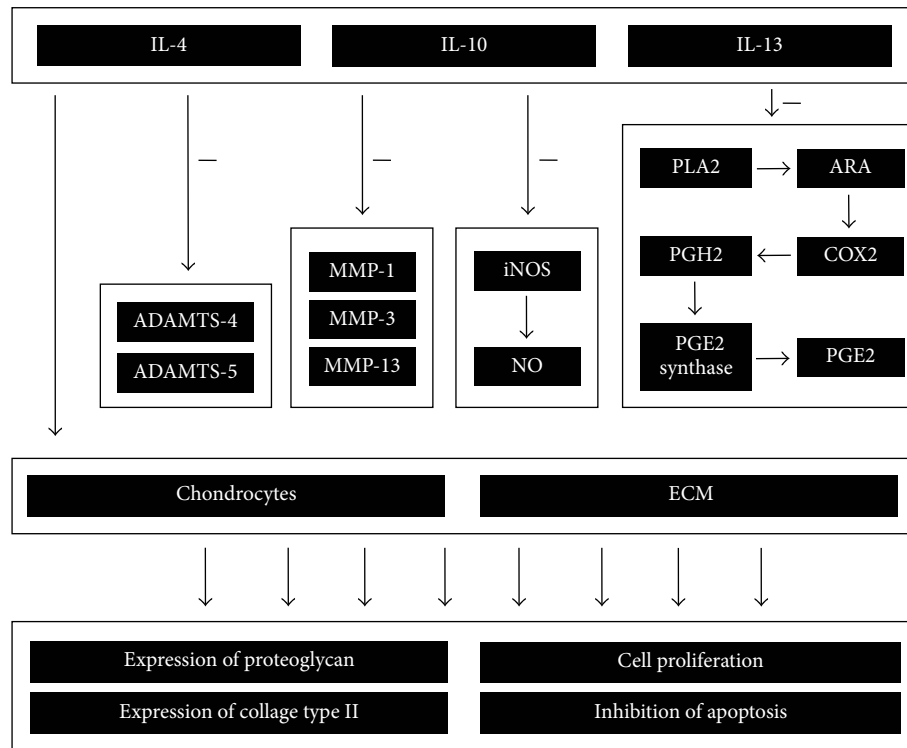 IL-4
IL-10
IL-13
–
–
–
–
ADAMTS-4
ADAMTS-5
MMP-1
MMP-3
MMP-13
iNOS
NO
PLA2
ARA
PGH2
COX2
PGE2
synthase
PGE2
Chondrocytes
ECM
Expression of proteoglycan
Cell proliferation
Expression of collage type II
Inhibition of apoptosis